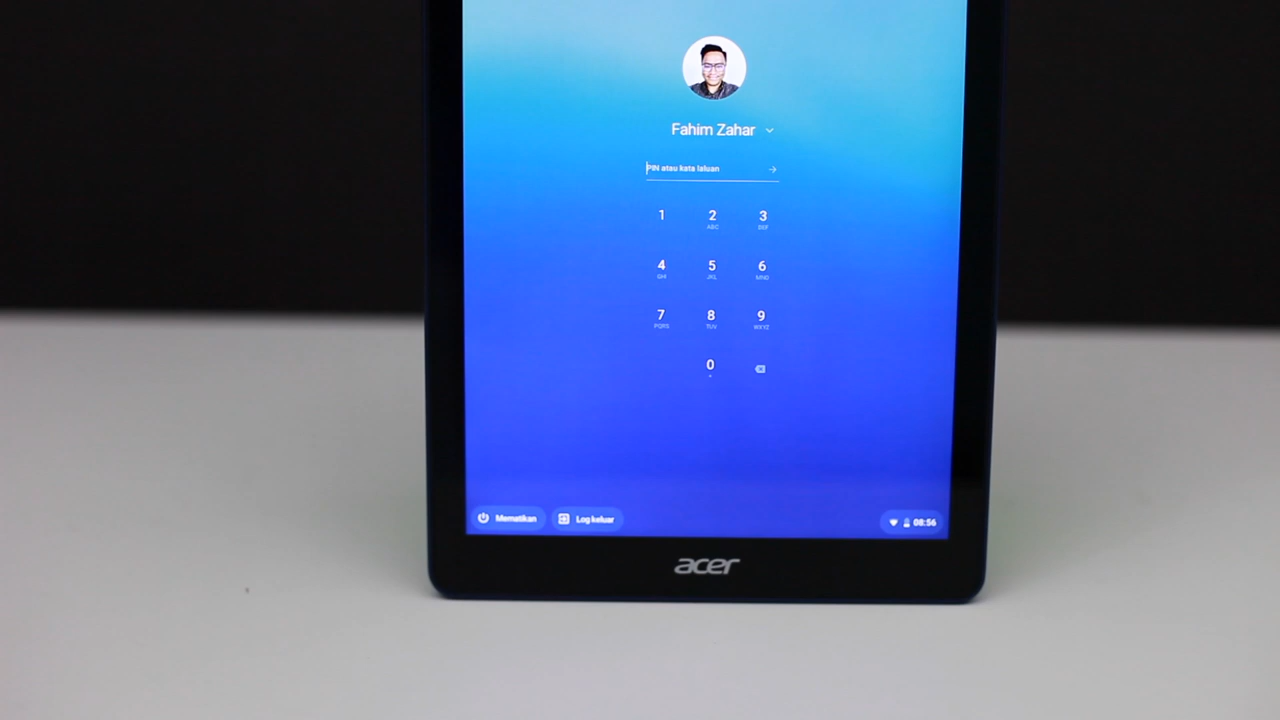 Fahim Zahar
PIN atau kata laluan
1 2 3
ABC DEF
4 5 6
GHI JKL MNO
7 8 9
PQRS TUV WXYZ
0
+
Mematikan Log keluar 08:56
acer